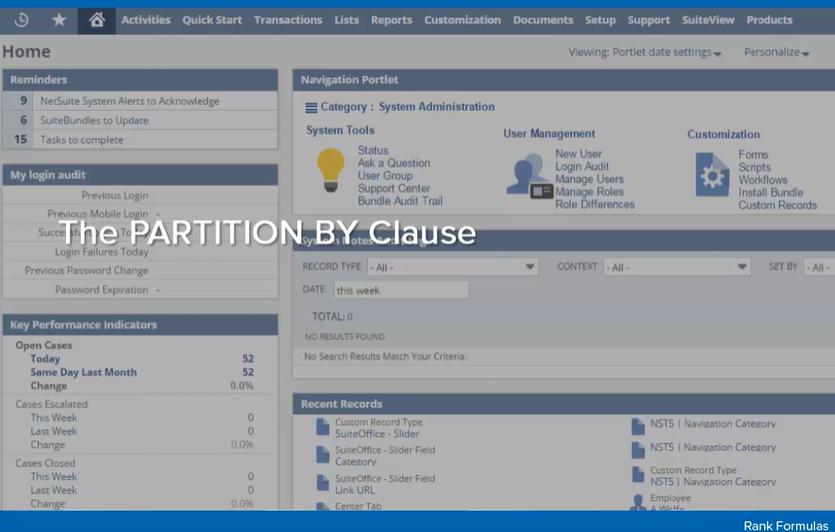 Activities Quick Start Transactions Lists Reports Customization Documents Setup Support SuiteView Products
Home
Viewing: Portlet date settings Personalize
Reminders
9 NetSuite System Alerts to Acknowledge
6 SuiteBundles to Update
15 Tasks to complete
My login audit
Previous Login
Previous Mobile Login -
Login Failures Today
Previous Password Change
Password Expiration -
The PARTITION BY Clause
Key Performance Indicators
Open Cases
Today 52
Same Day Last Month 52
Change 0.0%
Cases Escalated
This Week 0
Last Week 0
Change 0.0%
Cases Closed
This Week 0
Last Week 0
Change 0.0%
Navigation Portlet
Category : System Administration
System Tools
Status
Ask a Question
User Group
Support Center
Bundle Audit Trail
User Management
New User
Login Audit
Manage Users
Manage Roles
Role Differences
Customization
Forms
Scripts
Workflows
Install Bundle
Custom Records
RECORD TYPE - All - CONTEXT - All - SET BY - All -
DATE this week
TOTAL: 0
NO RESULTS FOUND
No Search Results Match Your Criteria.
Recent Records
Custom Record Type
SuiteOffice - Slider
SuiteOffice - Slider Field
Category
SuiteOffice - Slider Field
Link URL
Center Tab
NSTS | Navigation Category
NSTS | Navigation Category
Custom Record Type
NSTS | Navigation Category
Employee
A Wolfe
Rank Formulas